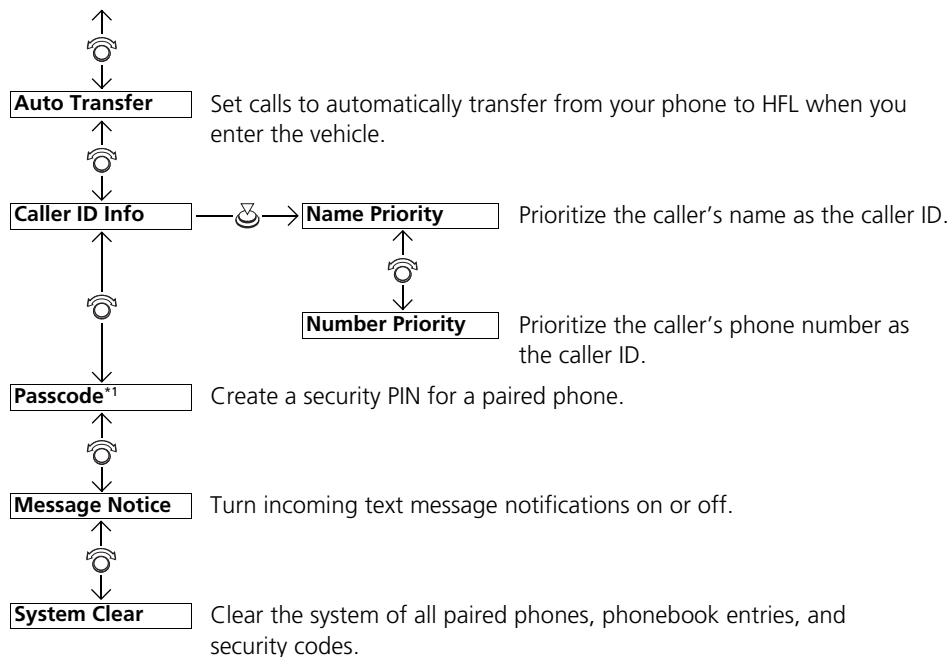 Auto Transfer
Set calls to automatically transfer from your phone to HFL when you
enter the vehicle.
Caller ID Info
Name Priority
Prioritize the caller's name as the caller ID.
Number Priority
Prioritize the caller's phone number as
the caller ID.
Passcode*1
Create a security PIN for a paired phone.
Message Notice
Turn incoming text message notifications on or off.
System Clear
Clear the system of all paired phones, phonebook entries, and
security codes.